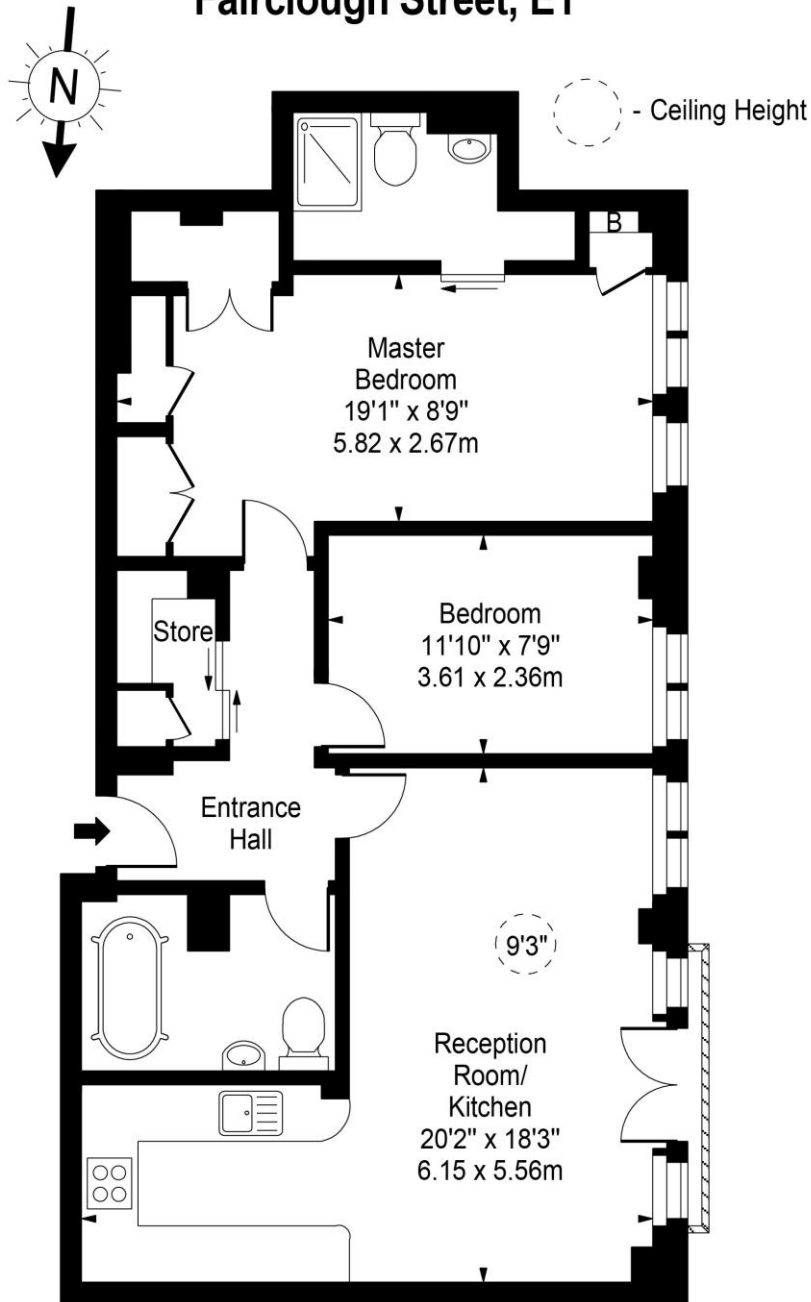 Fairclough Street, E1
N
- Ceiling Height
B
Master
Bedroom
19'1" x 8'9"
5.82 x 2.67m
Bedroom
11'10" x 7'9"
3.61 x 2.36m
Store
Entrance
Hall
9'3"
Reception
Room/
Kitchen
20'2" x 18'3"
6.15 x 5.56m